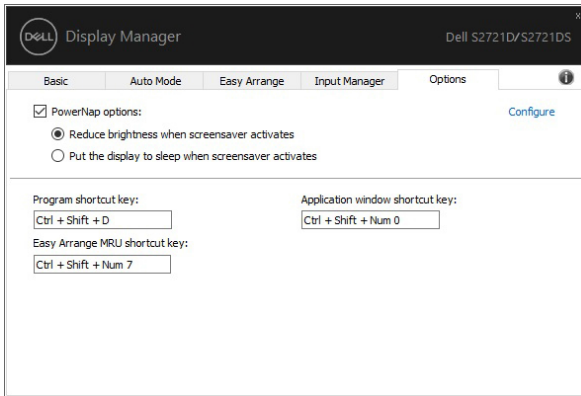 x
DELL Display Manager Dell S2721D/S2721DS
Basic Auto Mode Easy Arrange Input Manager Options
PowerNap options: Configure
Reduce brightness when screensaver activates
Put the display to sleep when screensaver activates
Program shortcut key: Application window shortcut key:
Ctrl + Shift + D Ctrl + Shift + Num 0
Easy Arrange MRU shortcut key:
Ctrl + Shift + Num 7